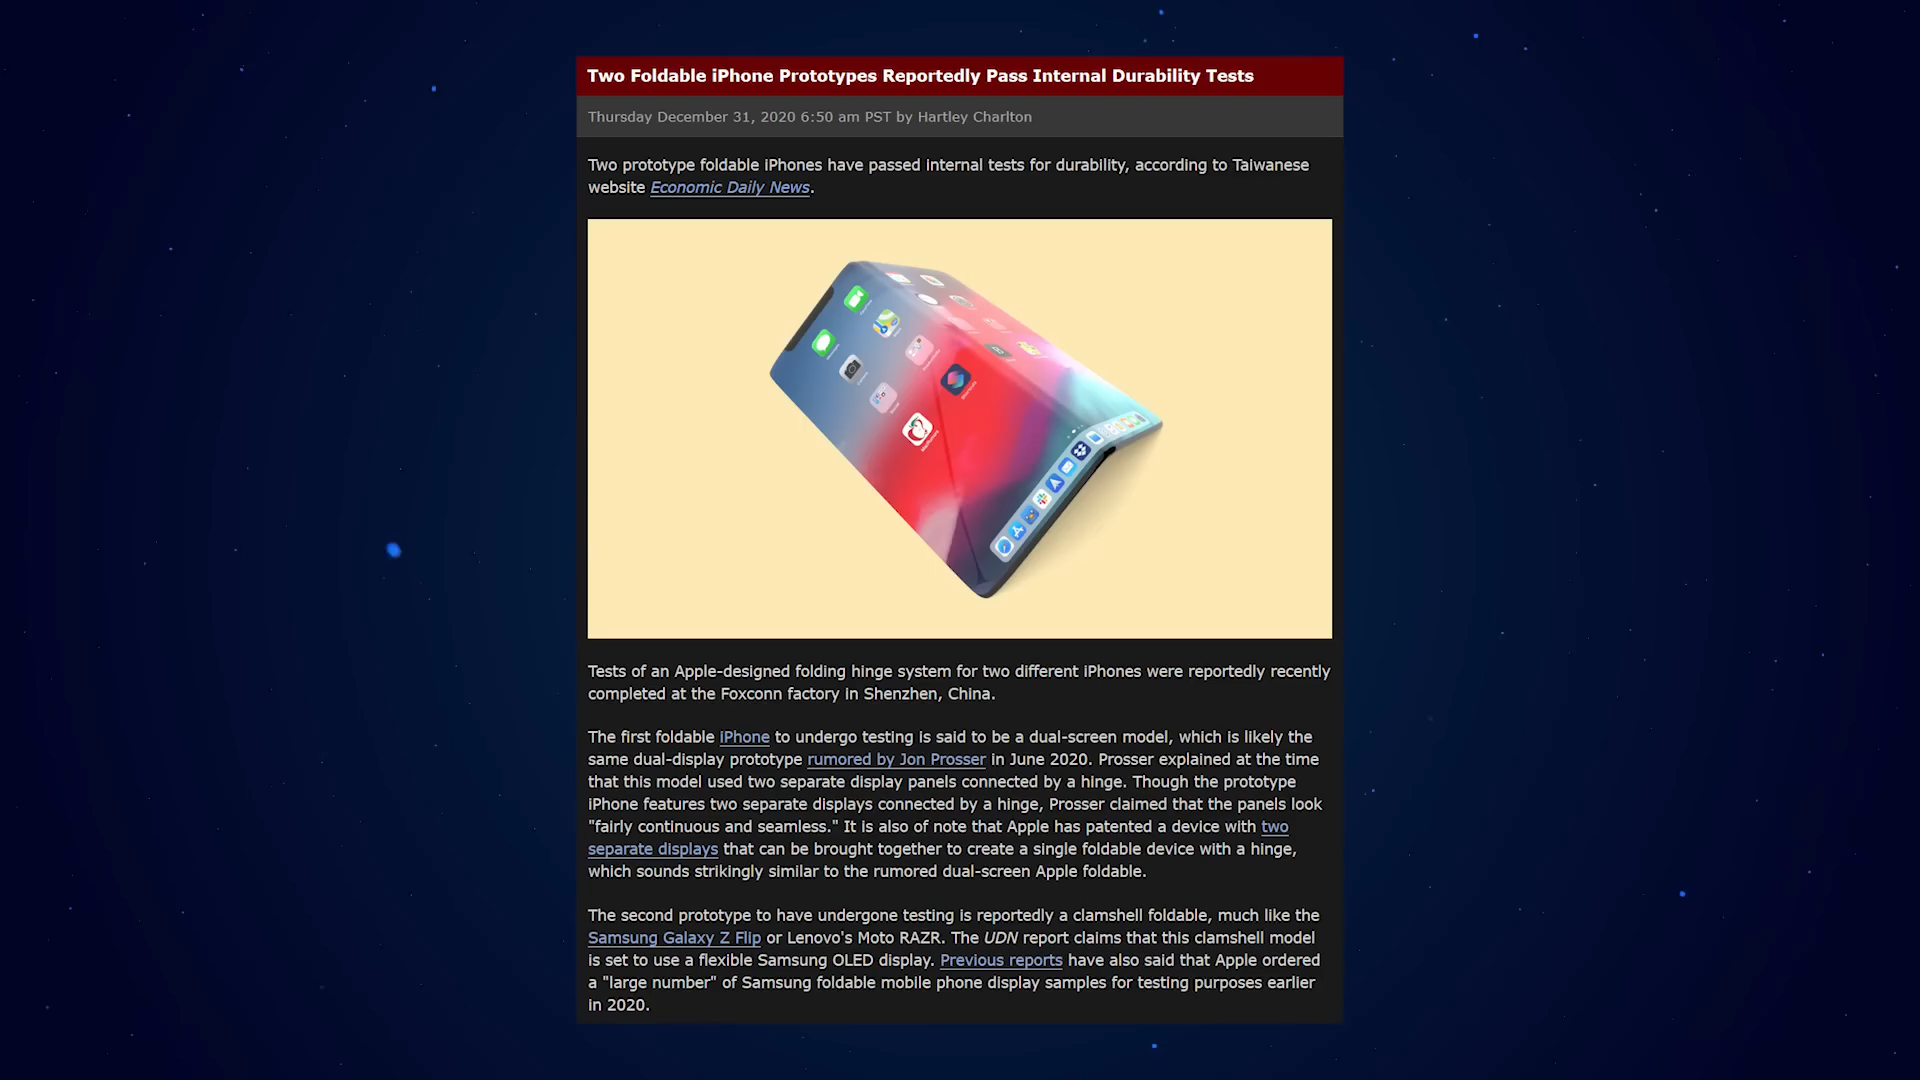 Two Foldable iPhone Prototypes Reportedly Pass Internal Durability Tests
Thursday December 31, 2020 6:50 am PST by Hartley Charlton
Two prototype foldable iPhones have passed internal tests for durability, according to Taiwanese
website Economic Daily News.
Tests of an Apple-designed folding hinge system for two different iPhones were reportedly recently
completed at the Foxconn factory in Shenzhen, China.
The first foldable iPhone to undergo testing is said to be a dual-screen model, which is likely the
same dual-display prototype rumored by Jon Prosser in June 2020. Prosser explained at the time
that this model used two separate display panels connected by a hinge. Though the prototype
iPhone features two separate displays connected by a hinge, Prosser claimed that the panels look
"fairly continuous and seamless." It is also of note that Apple has patented a device with two
separate displays that can be brought together to create a single foldable device with a hinge,
which sounds strikingly similar to the rumored dual-screen Apple foldable.
The second prototype to have undergone testing is reportedly a clamshell foldable, much like the
Samsung Galaxy Z Flip or Lenovo's Moto RAZR. The UDN report claims that this clamshell model
is set to use a flexible Samsung OLED display. Previous reports have also said that Apple ordered
a "large number" of Samsung foldable mobile phone display samples for testing purposes earlier
in 2020.